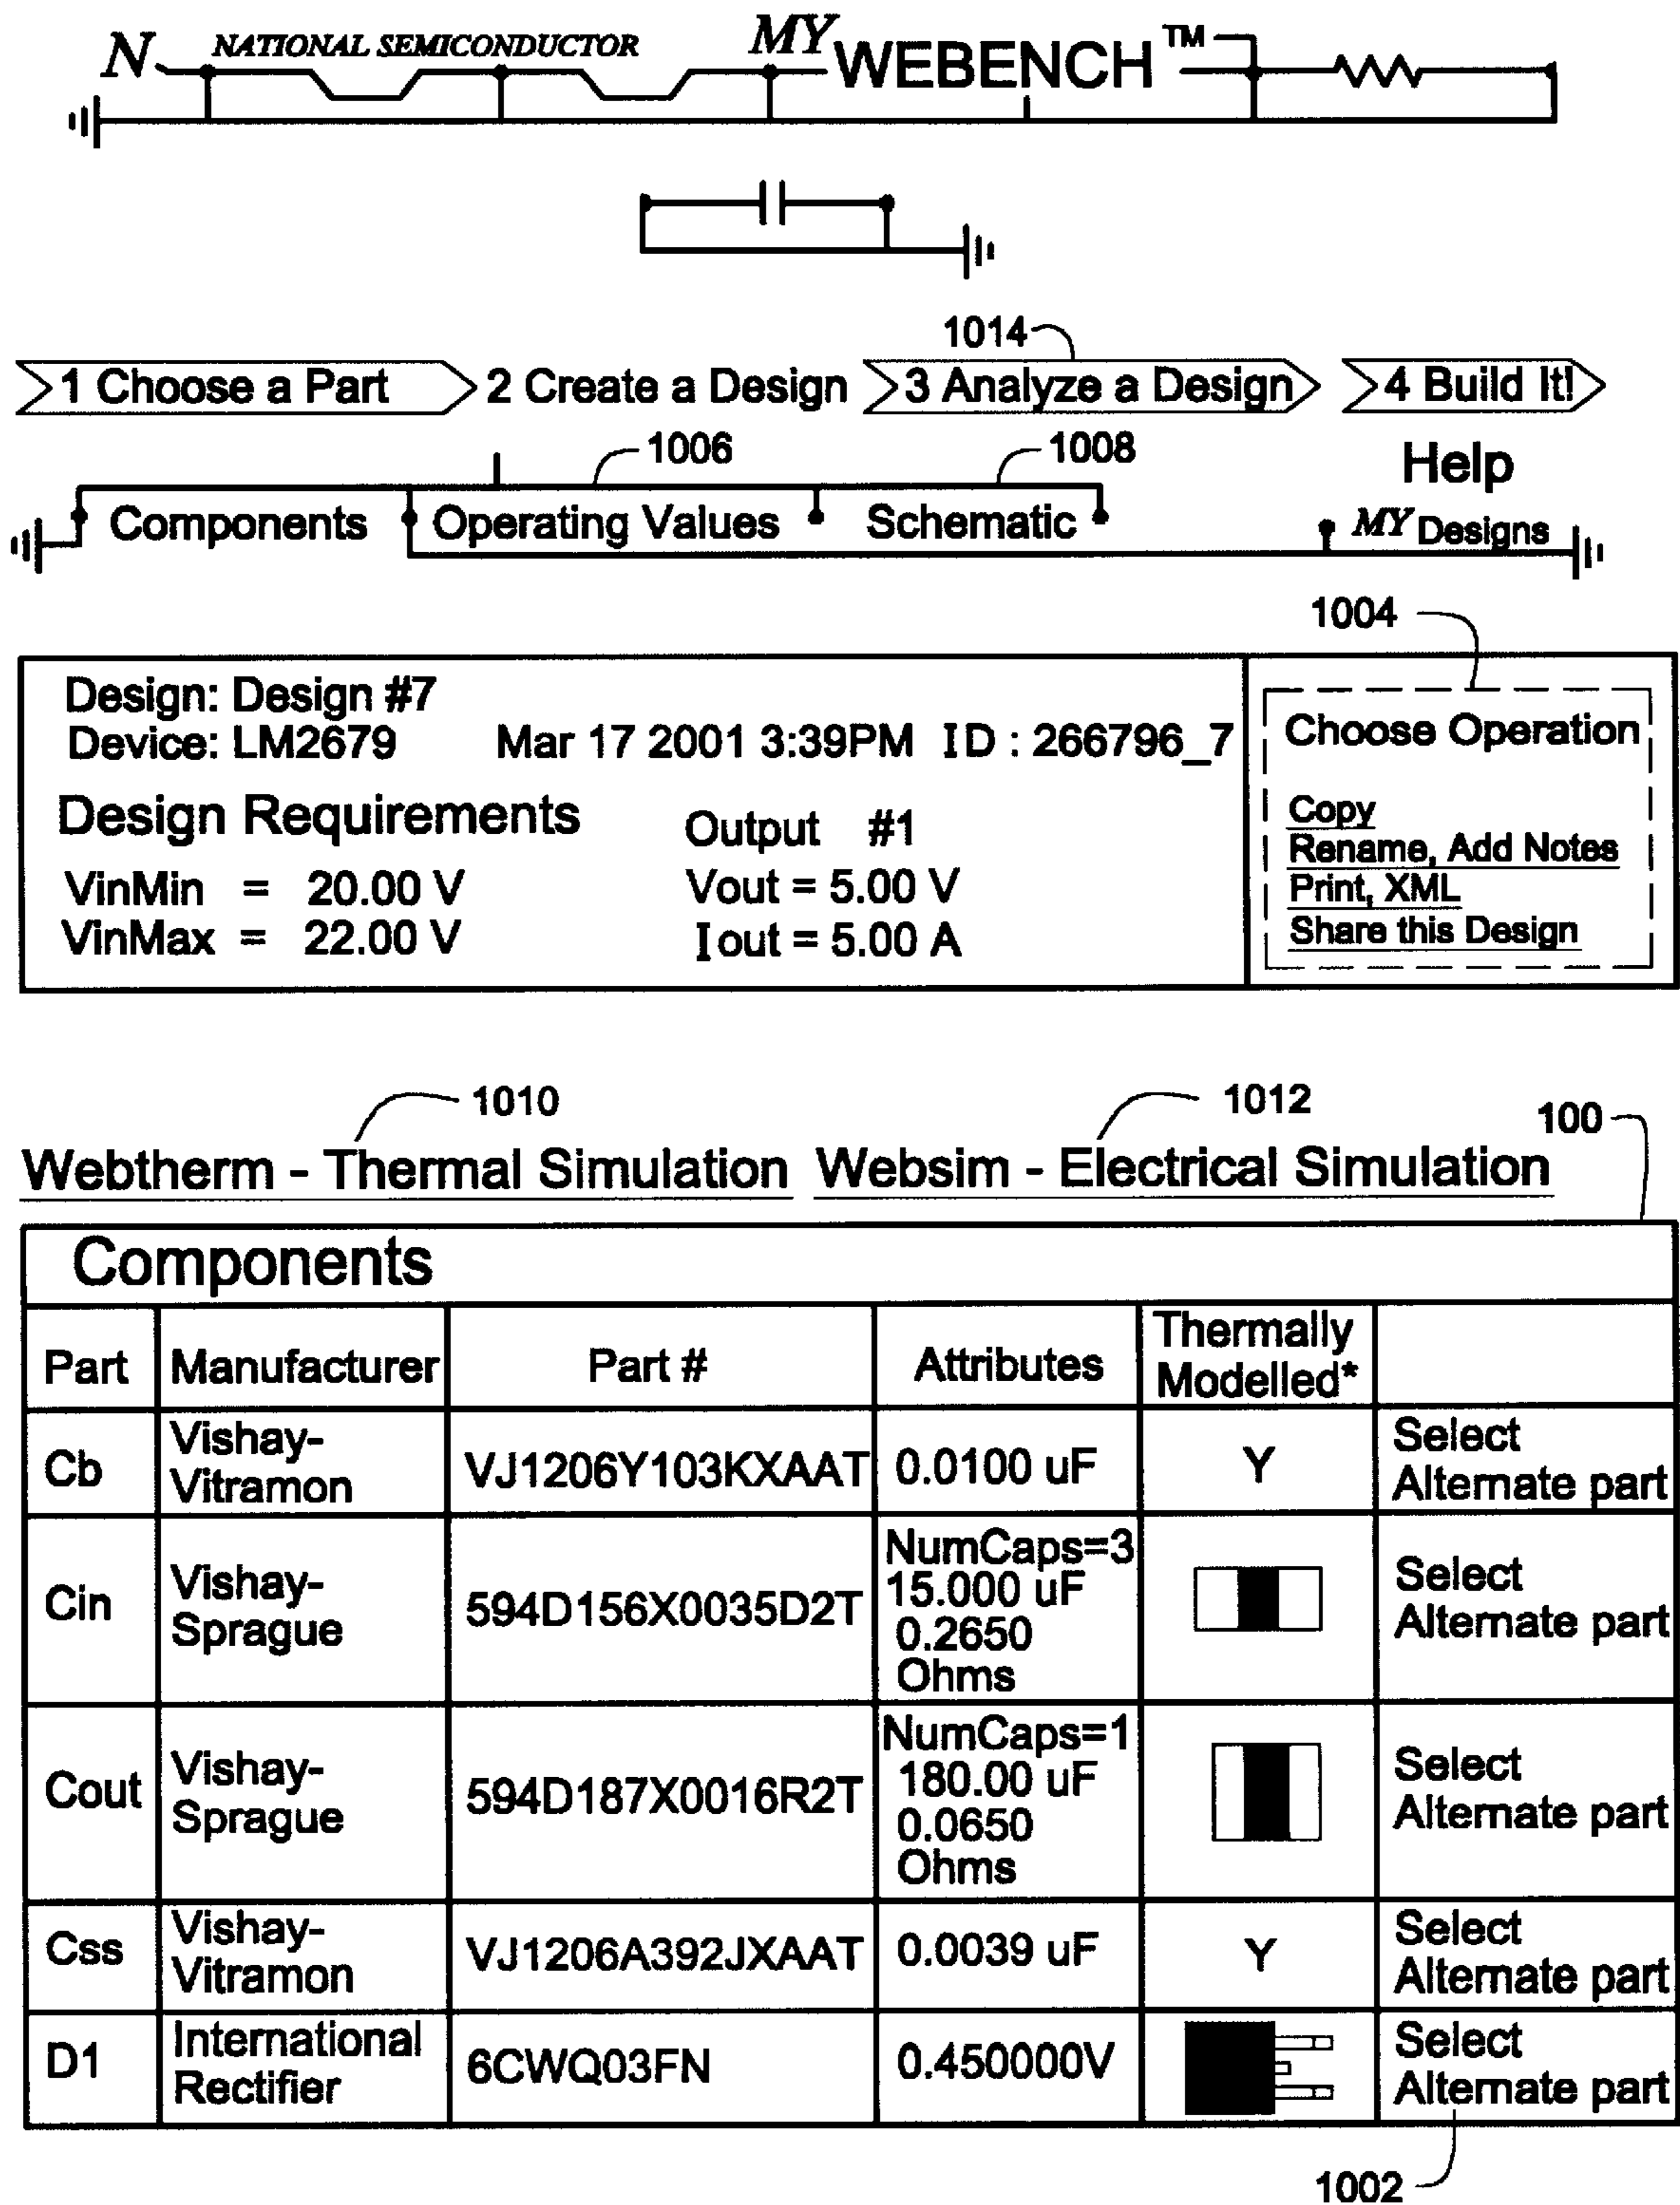 N NATIONAL SEMICONDUCTOR MY WEBENCH™
1014
1 Choose a Part 2 Create a Design 3 Analyze a Design 4 Build It!
1006 1008 Help
Components Operating Values Schematic MY Designs
1004
Design: Design #7
Device: LM2679 Mar 17 2001 3:39PM ID : 266796_7
Design Requirements Output #1
VinMin = 20.00 V Vout = 5.00 V
VinMax = 22.00 V Iout = 5.00 A
Choose Operation
Copy
Rename, Add Notes
Print, XML
Share this Design
1010 1012 100
Webtherm - Thermal Simulation Websim - Electrical Simulation
Components
Part Manufacturer Part # Attributes Thermally
Modelled*
Cb Vishay-
Vitramon VJ1206Y103KXAAT 0.0100 uF Y Select
Alternate part
Cin Vishay-
Sprague 594D156X0035D2T NumCaps=3
15.000 uF
0.2650
Ohms
Select
Alternate part
Cout Vishay-
Sprague 594D187X0016R2T NumCaps=1
180.00 uF
0.0650
Ohms
Select
Alternate part
Css Vishay-
Vitramon VJ1206A392JXAAT 0.0039 uF Y Select
Alternate part
D1 International
Rectifier 6CWQ03FN 0.450000V Select
Alternate part
1002